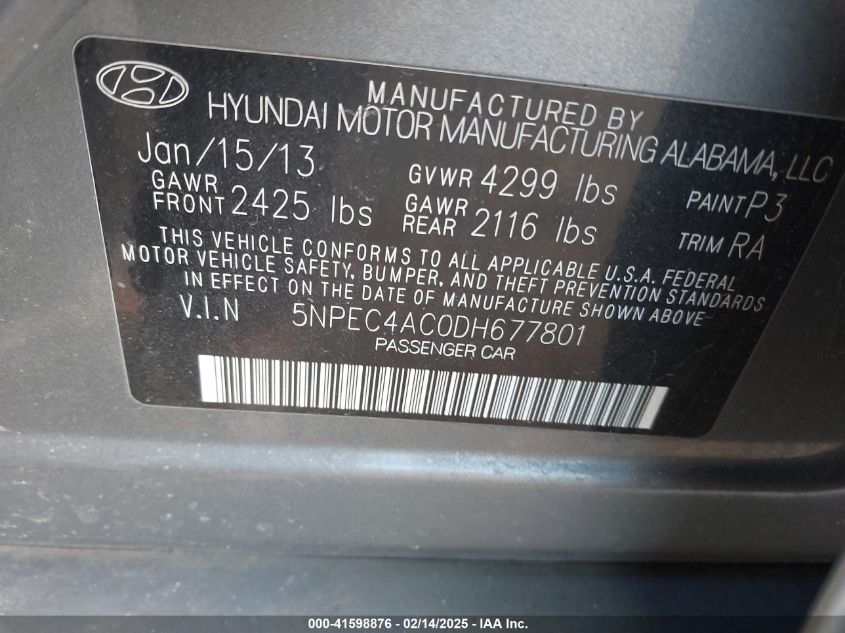 MANUFACTURED BY
HYUNDAI MOTOR MANUFACTURING ALABAMA, LLC
Jan/15/13 GVWR 4299 lbs PAINT P3
GAWR FRONT 2425 lbs GAWR REAR 2116 lbs TRIM RA
THIS VEHICLE CONFORMS TO ALL APPLICABLE U.S.A. FEDERAL
MOTOR VEHICLE SAFETY, BUMPER, AND THEFT PREVENTION STANDARDS
IN EFFECT ON THE DATE OF MANUFACTURE SHOWN ABOVE
V.I.N 5NPEC4AC0DH677801
PASSENGER CAR
000-41598876 - 02/14/2025 - IAA Inc.